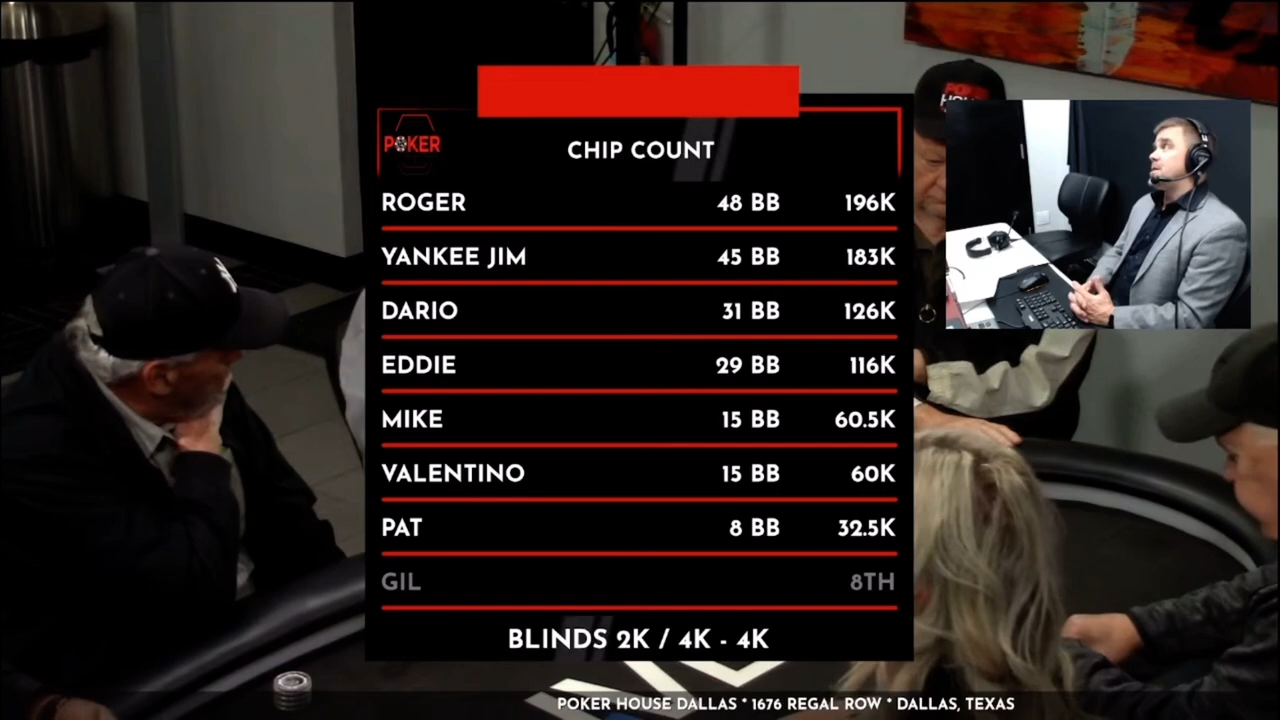 POKER
CHIP COUNT
ROGER 48 BB 196K
YANKEE JIM 45 BB 183K
DARIO 31 BB 126K
EDDIE 29 BB 116K
MIKE 15 BB 60.5K
VALENTINO 15 BB 60K
PAT 8 BB 32.5K
GIL 8TH
BLINDS 2K / 4K - 4K
POKER HOUSE DALLAS * 1676 REGAL ROW * DALLAS, TEXAS